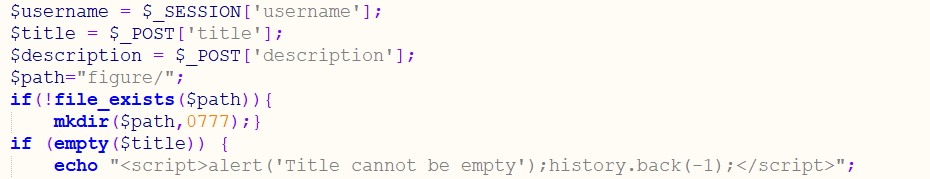 $username = $_SESSION['username'];
$title = $_POST['title'];
$description = $_POST['description'];
$path="figure/";
if(!file_exists($path)){
    mkdir($path,0777);}
if (empty($title)) {
    echo "<script>alert('Title cannot be empty');history.back(-1);</script>";